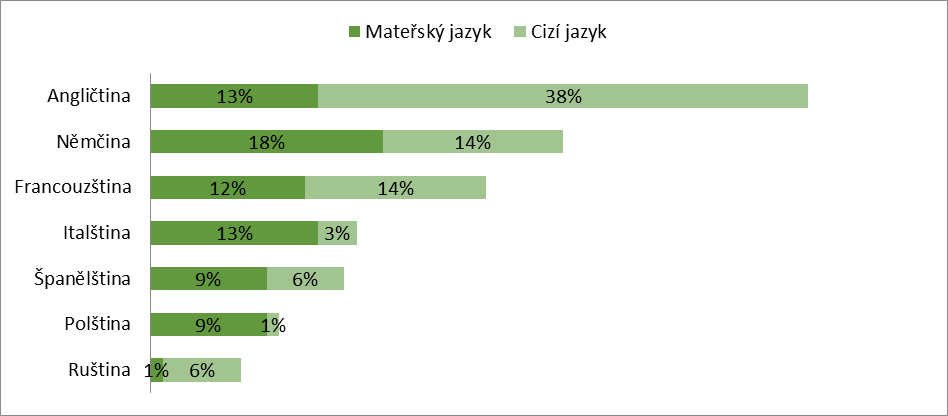 Mateřský jazyk Cizí jazyk
Angličtina 13% 38%
Němčina 18% 14%
Francouzština 12% 14%
Italština 13% 3%
Španělština 9% 6%
Polština 9% 1%
Ruština 1% 6%